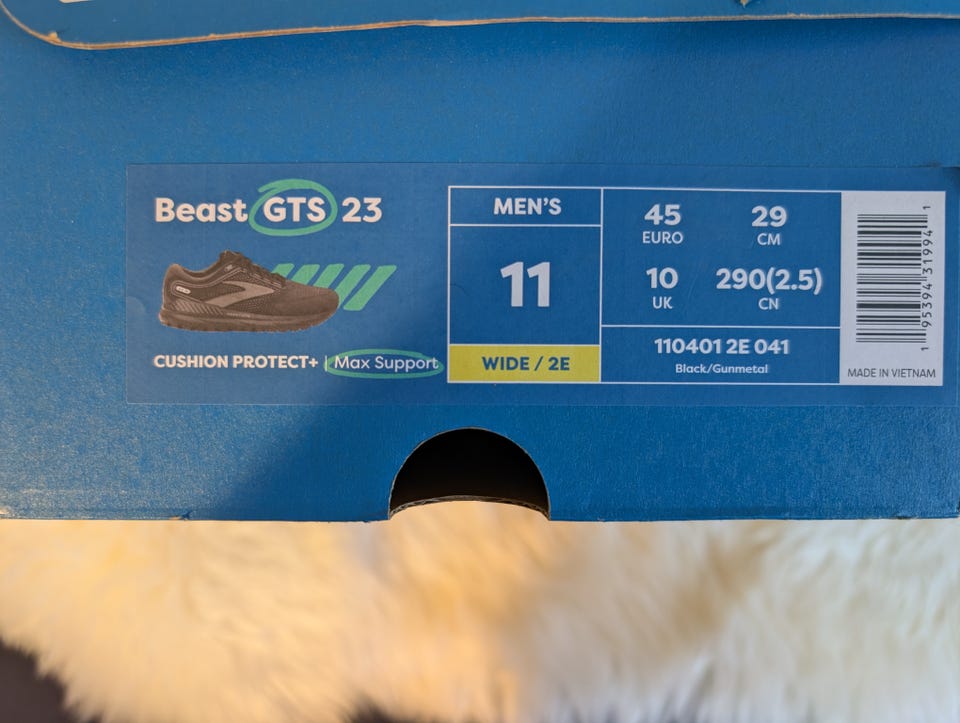 Beast GTS 23
CUSHION PROTECT+ | Max Support
MEN'S
11
WIDE / 2E
45
EURO
29
CM
10
UK
290(2.5)
CN
110401 2E 041
Black/Gunmetal
1 95394 31994 1
MADE IN VIETNAM